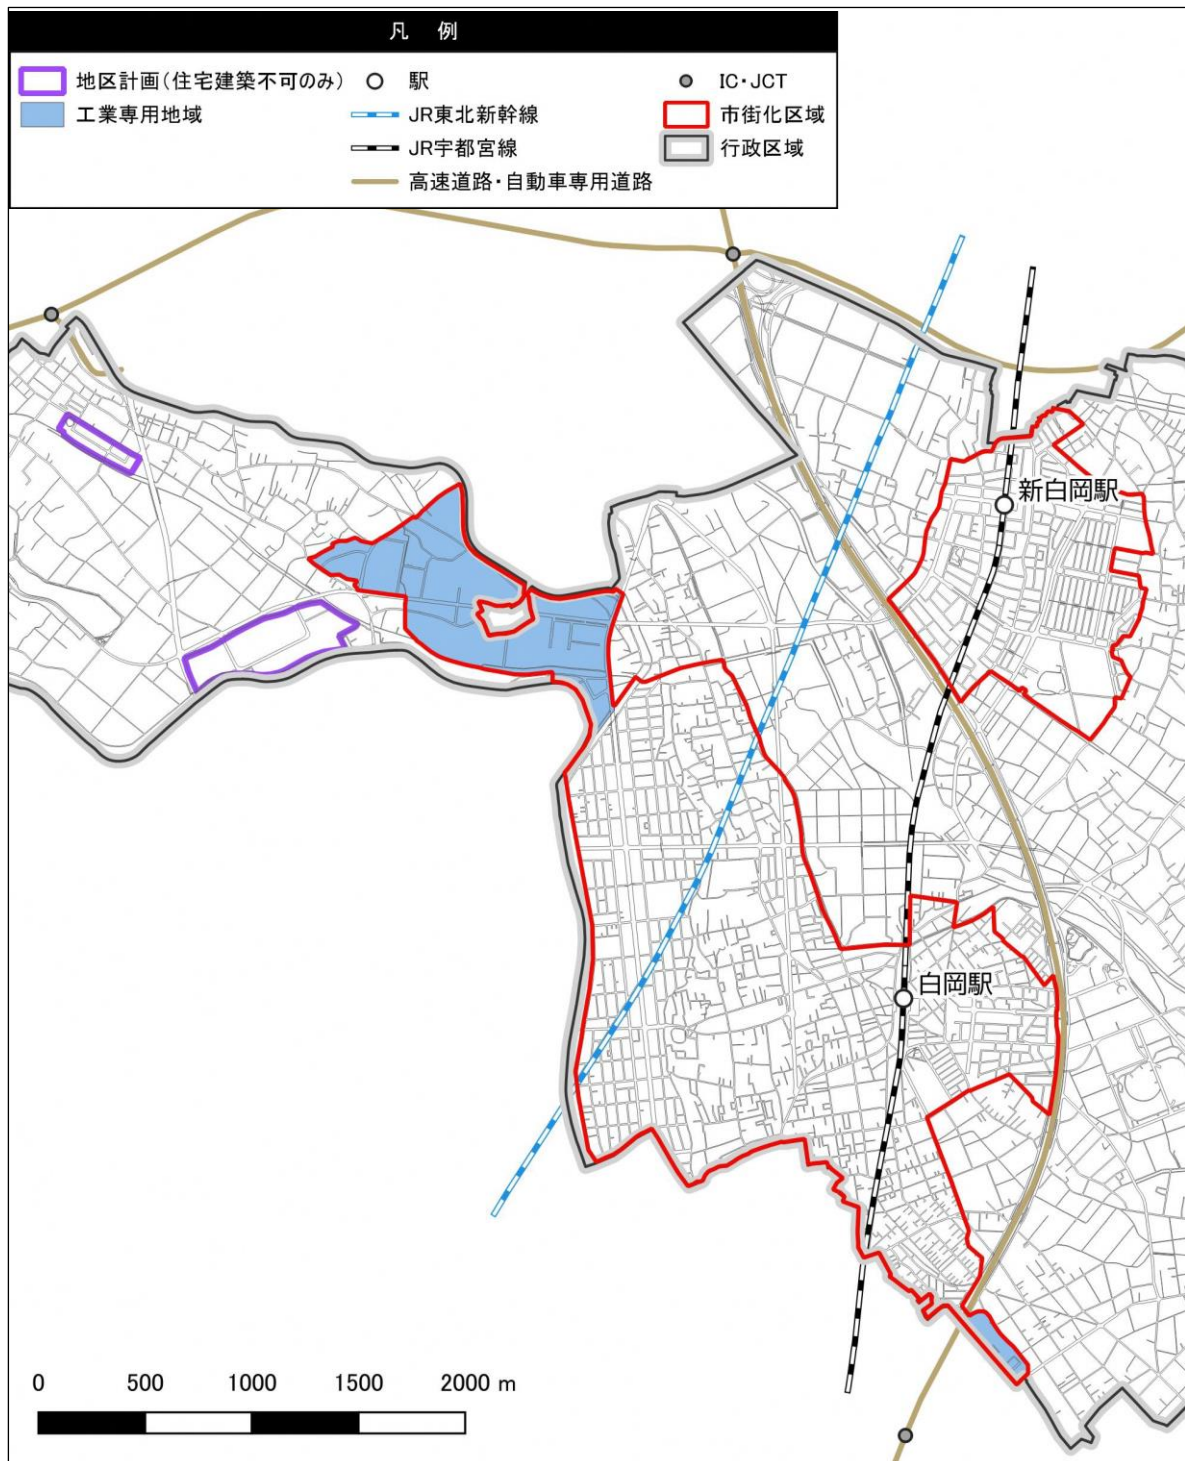 凡 例
地区計画(住宅建築不可のみ)
工業専用地域
駅
JR東北新幹線
JR宇都宮線
高速道路・自動車専用道路
IC・JCT
市街化区域
行政区域
新白岡駅
白岡駅
0 500 1000 1500 2000 m